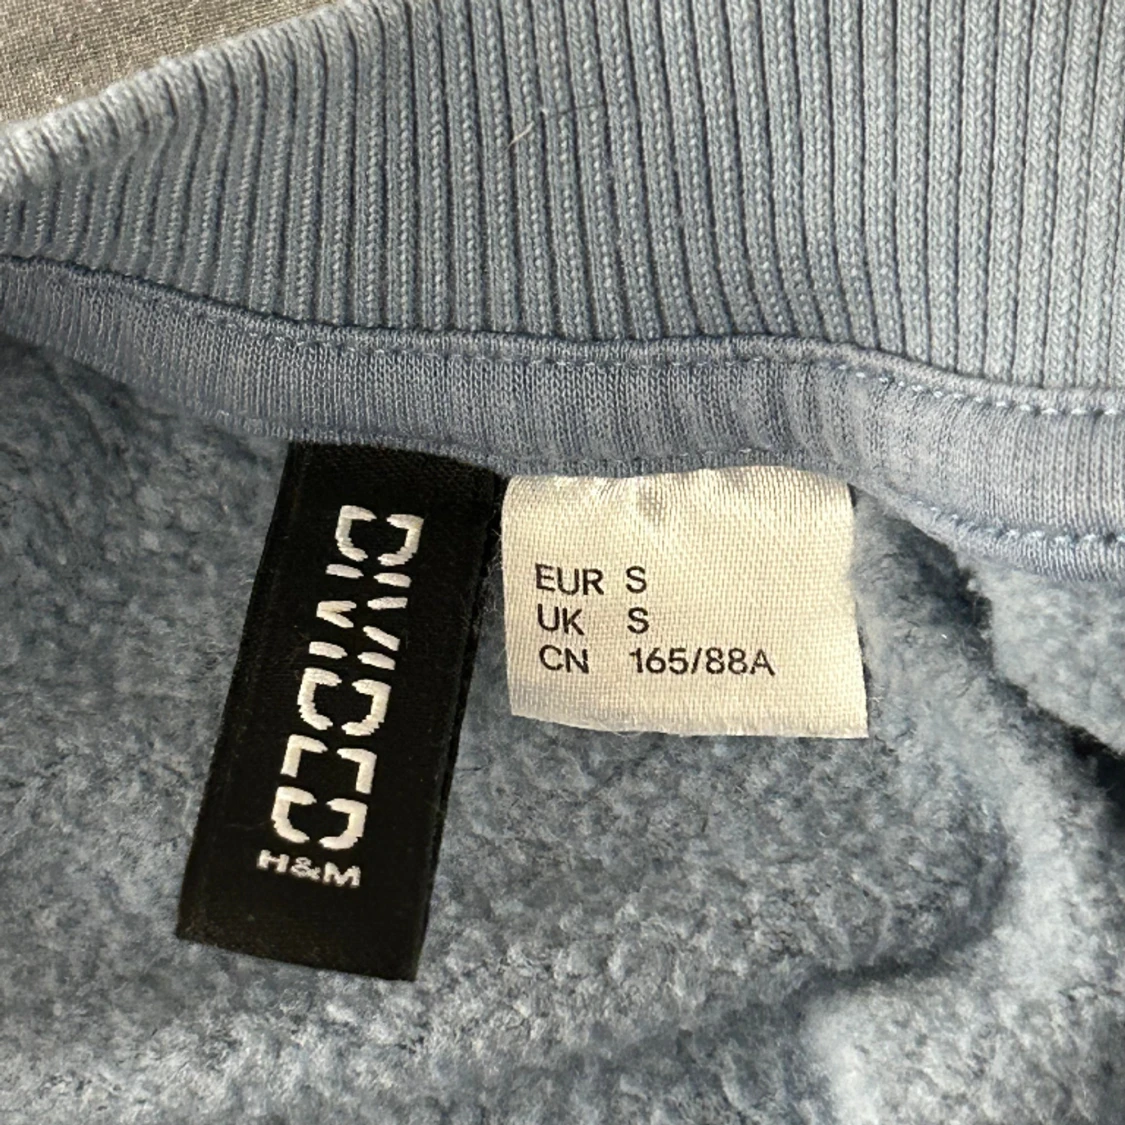 DIVIDED
H&M
EUR S
UK S
CN 165/88A